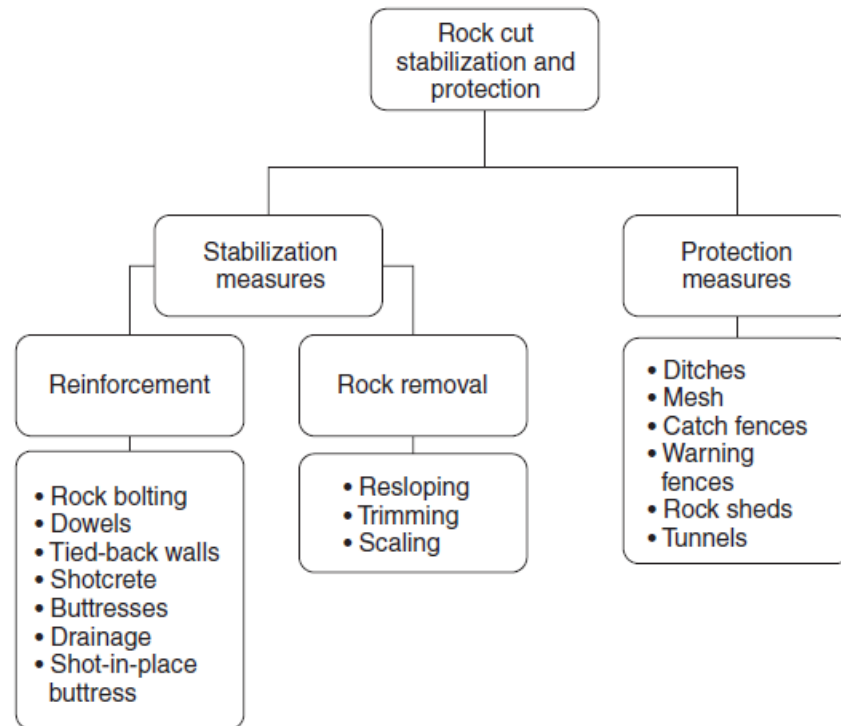 Rock cut
stabilization and
protection
Stabilization
measures
Protection
measures
Reinforcement
Rock removal
• Rock bolting
• Dowels
• Tied-back walls
• Shotcrete
• Buttresses
• Drainage
• Shot-in-place
buttress
• Resloping
• Trimming
• Scaling
• Ditches
• Mesh
• Catch fences
• Warning
fences
• Rock sheds
• Tunnels